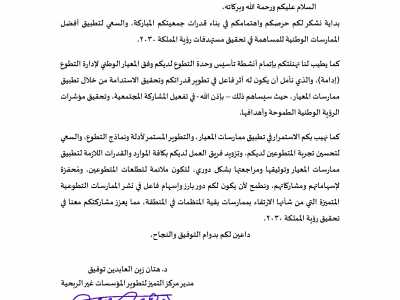 السلام عليكم ورحمة الله وبركاته،
بداية نشكر لكم حرصكم واهتمامكم في بناء قدرات جمعيتكم المباركة، والسعي لتطبيق أفضل
الممارسات الوطنية للمساهمة في تحقيق مستهدفات رؤية المملكة ٢٠٣٠.
كما يطيب لنا تهنئتكم بإتمام أنشطة تأسيس وحدة التطوع لديكم وفق المعيار الوطني لإدارة التطوع
(إدامة)، والذي نأمل أن يكون له أثر فاعل في تطوير قدراتكم وتحقيق الاستدامة من خلال تطبيق
ممارسات المعيار، حيث سيساهم ذلك – بإذن الله- في تفعيل المشاركة المجتمعية، وتحقيق مؤشرات
الرؤية الوطنية الطموحة وأهدافها.
كما نهيب بكم الاستمرار في تطبيق ممارسات المعيار، والتطوير المستمر لأدلة ونماذج التطوع، والسعي
لتحسين تجربة المتطوعين لديكم، وتزويد فريق العمل لديكم بكافة الموارد والقدرات اللازمة لتطبيق
ممارسات المعيار وتوثيقها ومراجعتها بشكل دوري، لتكون ملائمة لتطلعات المتطوعين، ومُحفزة
لإسهاماتهم ومشاركاتهم، ونطمح لأن يكون لكم دور بارز وإسهام فاعل في نشر الممارسات التطوعية
المتميزة التي من شأنها الارتقاء بممارسات بقية المنظمات في المنطقة، مما يعزز مشاركتكم معنا في
تحقيق رؤية المملكة ٢٠٣٠.
داعين لكم بدوام التوفيق والنجاح،
د. هتان زين العابدين توفيق
مدير مركز التميز لتطوير المؤسسات غير الربحية